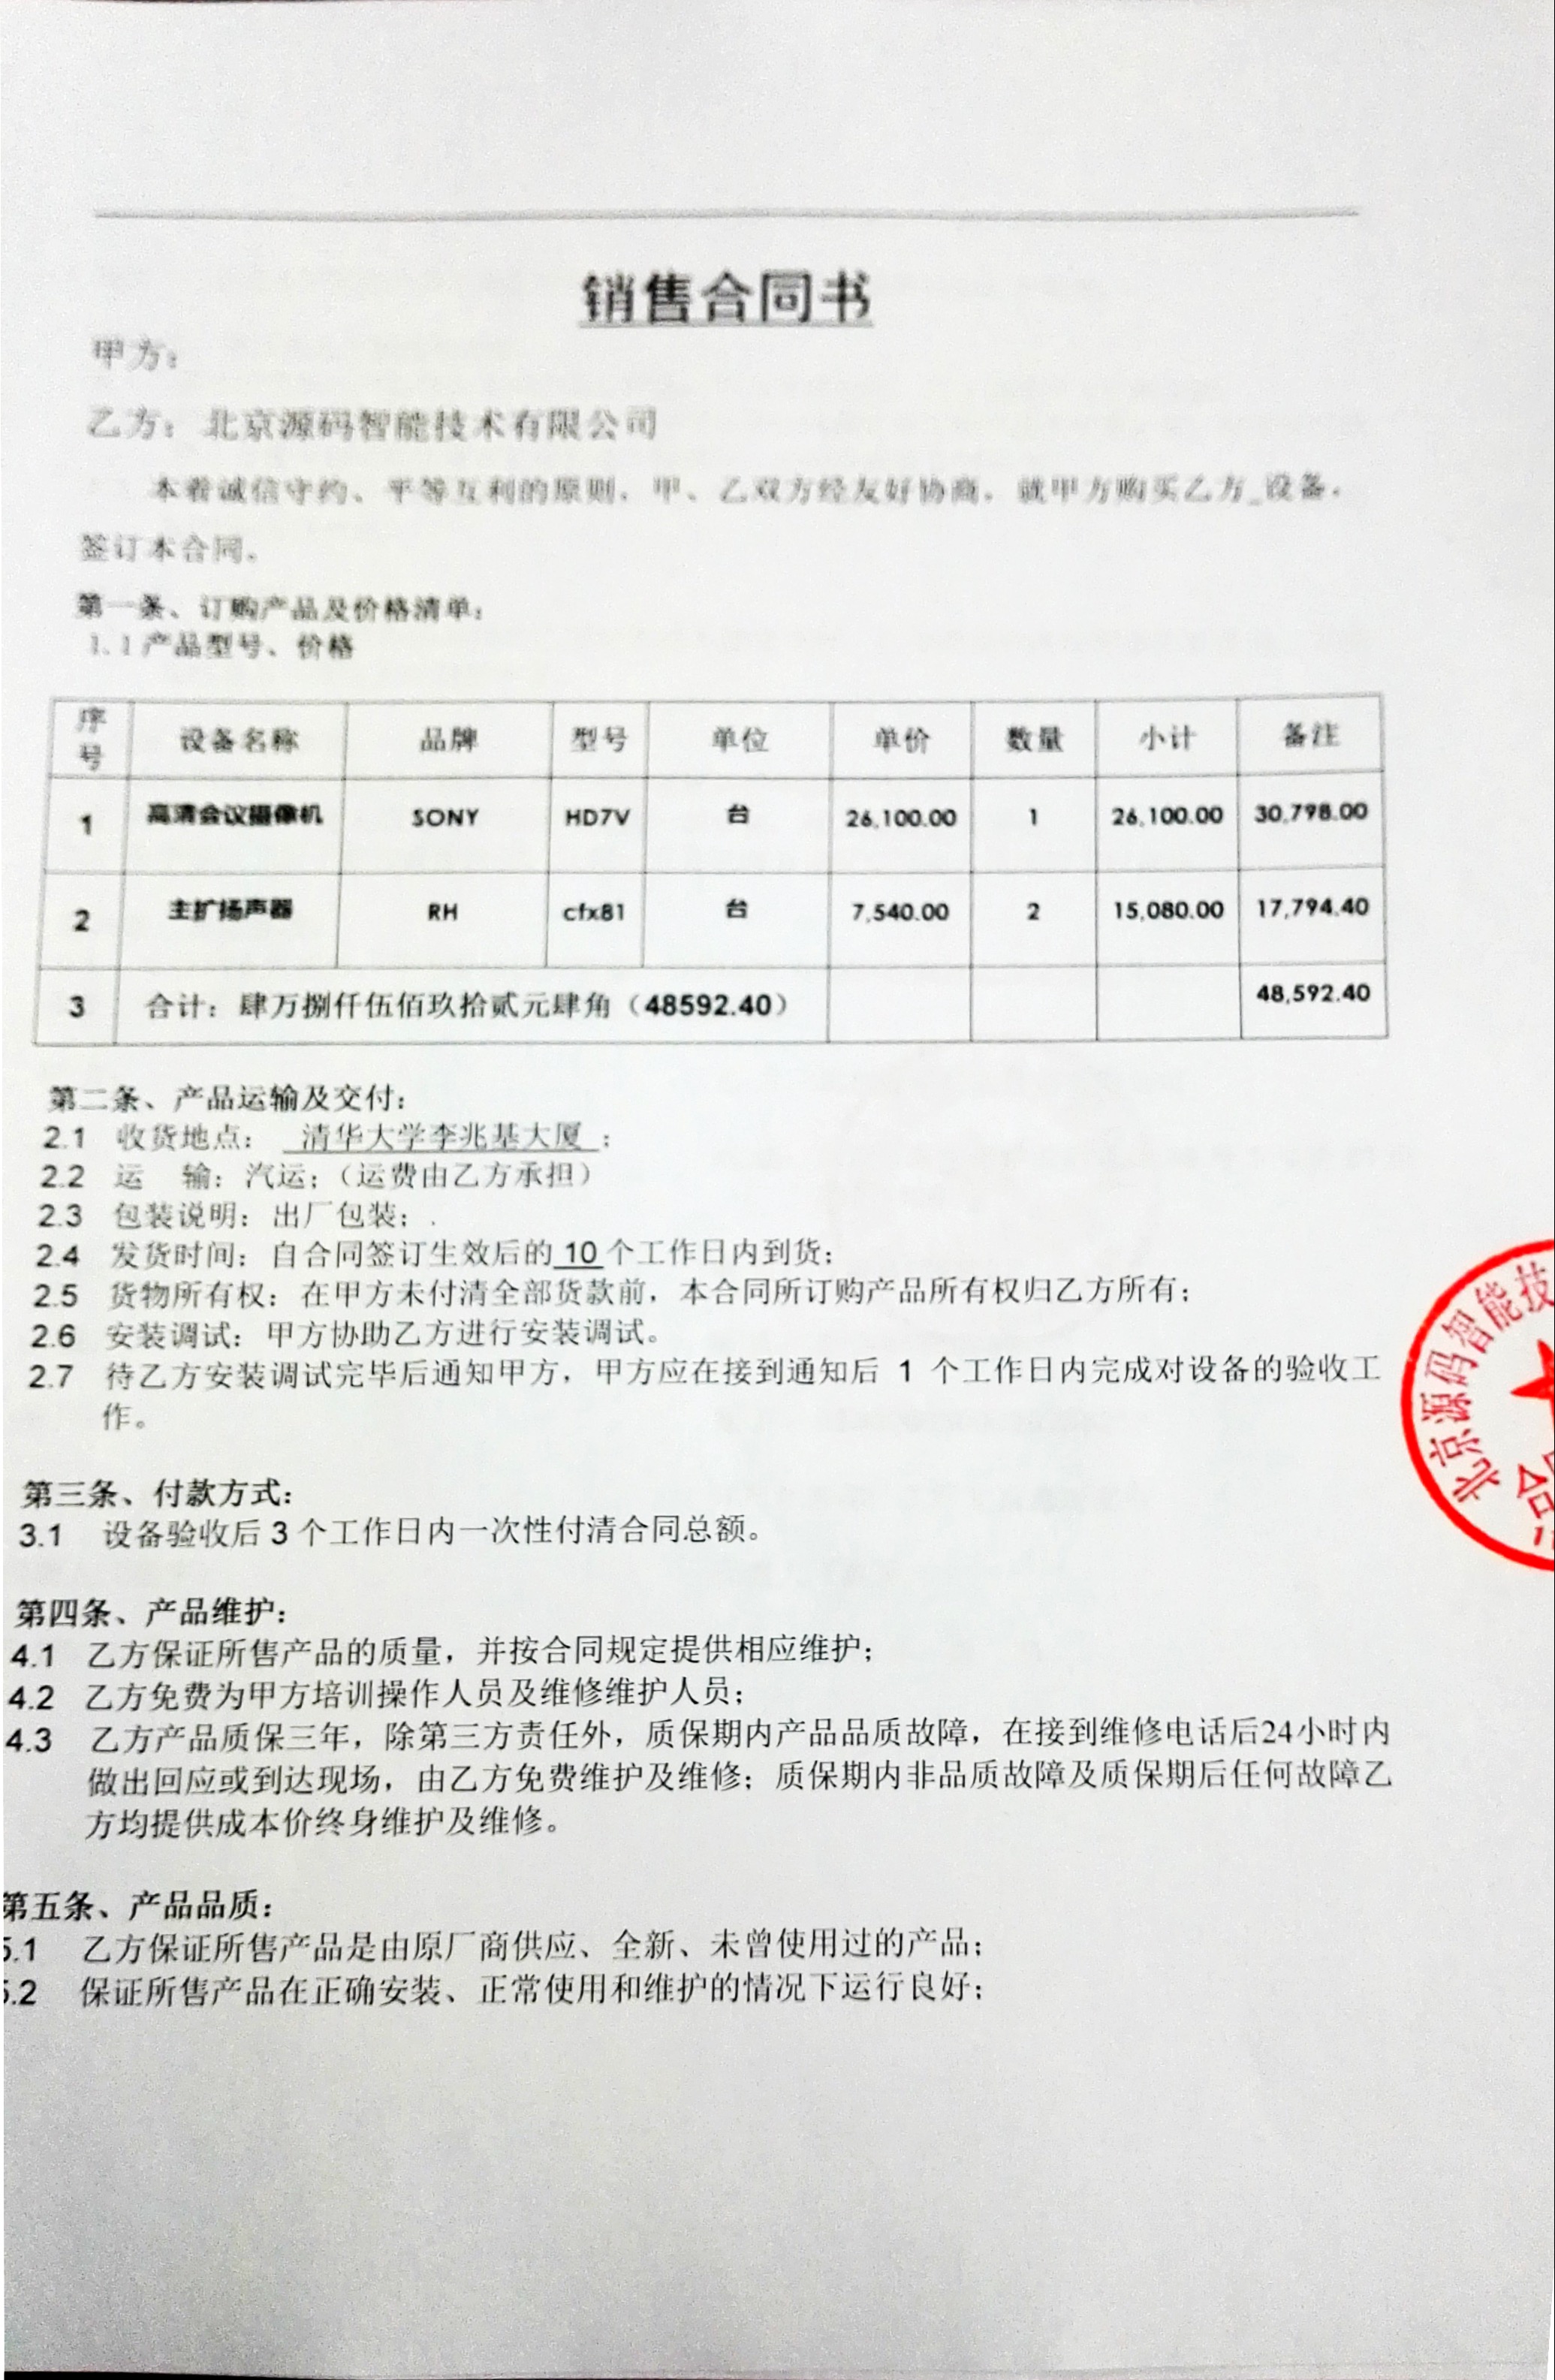 销售合同书
甲方：
乙方：北京源码智能技术有限公司
本着诚信守约、平等互利的原则，甲、乙双方经友好协商，就甲方购买乙方_设备，
签订本合同。
第一条、订购产品及价格清单：
1.1产品型号、价格
序号 设备名称 品牌 型号 单位 单价 数量 小计 备注
1 高清会议摄像机 SONY HD7V 台 26,100.00 1 26,100.00 30,798.00
2 主扩扬声器 RH cfx81 台 7,540.00 2 15,080.00 17,794.40
3 合计：肆万捌仟伍佰玖拾贰元肆角（48592.40） 48,592.40
第二条、产品运输及交付：
2.1 收货地点： 清华大学李兆基大厦 ；
2.2 运 输：汽运；（运费由乙方承担）
2.3 包装说明：出厂包装；.
2.4 发货时间：自合同签订生效后的 10 个工作日内到货；
2.5 货物所有权：在甲方未付清全部货款前，本合同所订购产品所有权归乙方所有；
2.6 安装调试：甲方协助乙方进行安装调试。
2.7 待乙方安装调试完毕后通知甲方，甲方应在接到通知后 1 个工作日内完成对设备的验收工
作。
北京源码智能技
合
第三条、付款方式：
3.1 设备验收后 3 个工作日内一次性付清合同总额。
第四条、产品维护：
4.1 乙方保证所售产品的质量，并按合同规定提供相应维护；
4.2 乙方免费为甲方培训操作人员及维修维护人员；
4.3 乙方产品质保三年，除第三方责任外，质保期内产品品质故障，在接到维修电话后24小时内
做出回应或到达现场，由乙方免费维护及维修；质保期内非品质故障及质保期后任何故障乙
方均提供成本价终身维护及维修。
第五条、产品品质：
5.1 乙方保证所售产品是由原厂商供应、全新、未曾使用过的产品；
5.2 保证所售产品在正确安装、正常使用和维护的情况下运行良好；